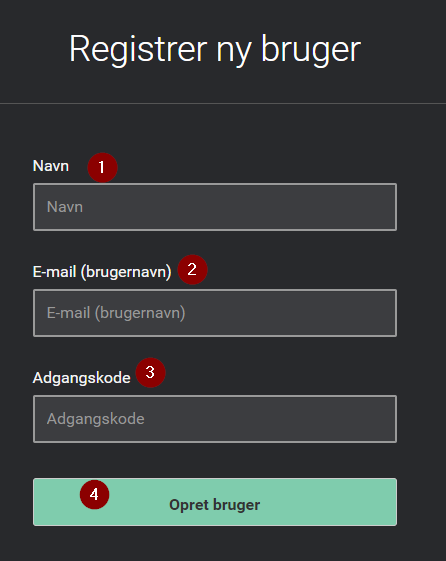 Registrer ny bruger
Navn 1
Navn
E-mail (brugernavn) 2
E-mail (brugernavn)
Adgangskode 3
Adgangskode
4 Opret bruger